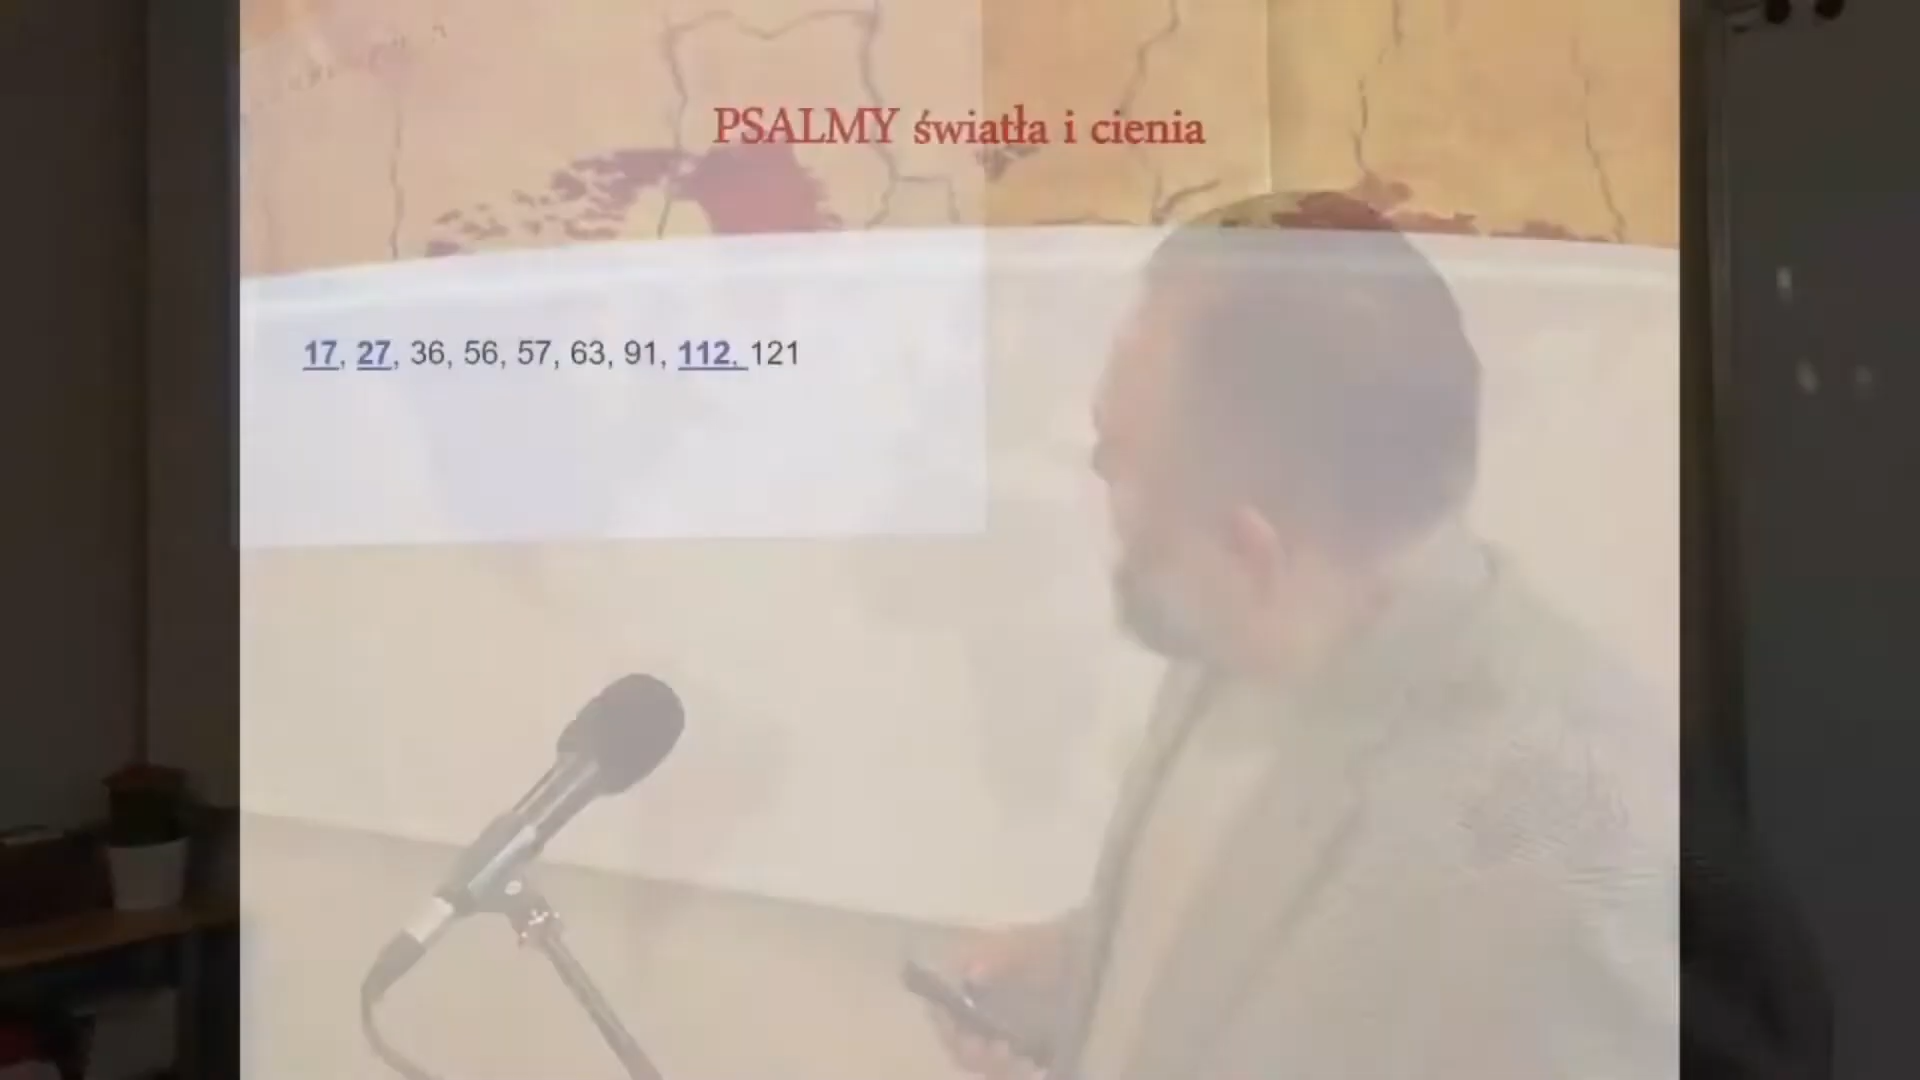 PSALMY światła i cienia
17, 27, 36, 56, 57, 63, 91, 112, 121